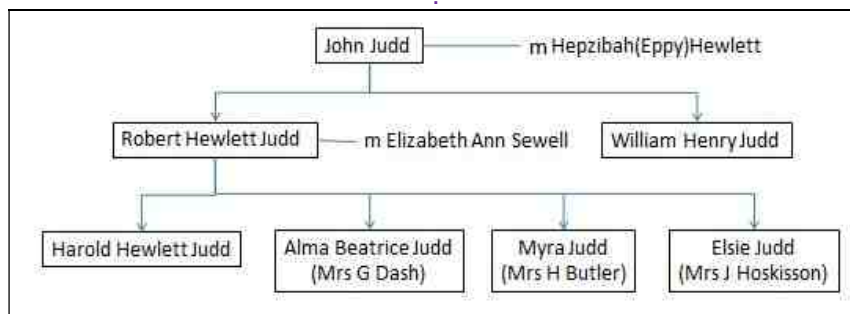 John Judd
m Hepzibah(Eppy)Hewlett
Robert Hewlett Judd
m Elizabeth Ann Sewell
William Henry Judd
Harold Hewlett Judd
Alma Beatrice Judd
(Mrs G Dash)
Myra Judd
(Mrs H Butler)
Elsie Judd
(Mrs J Hoskisson)